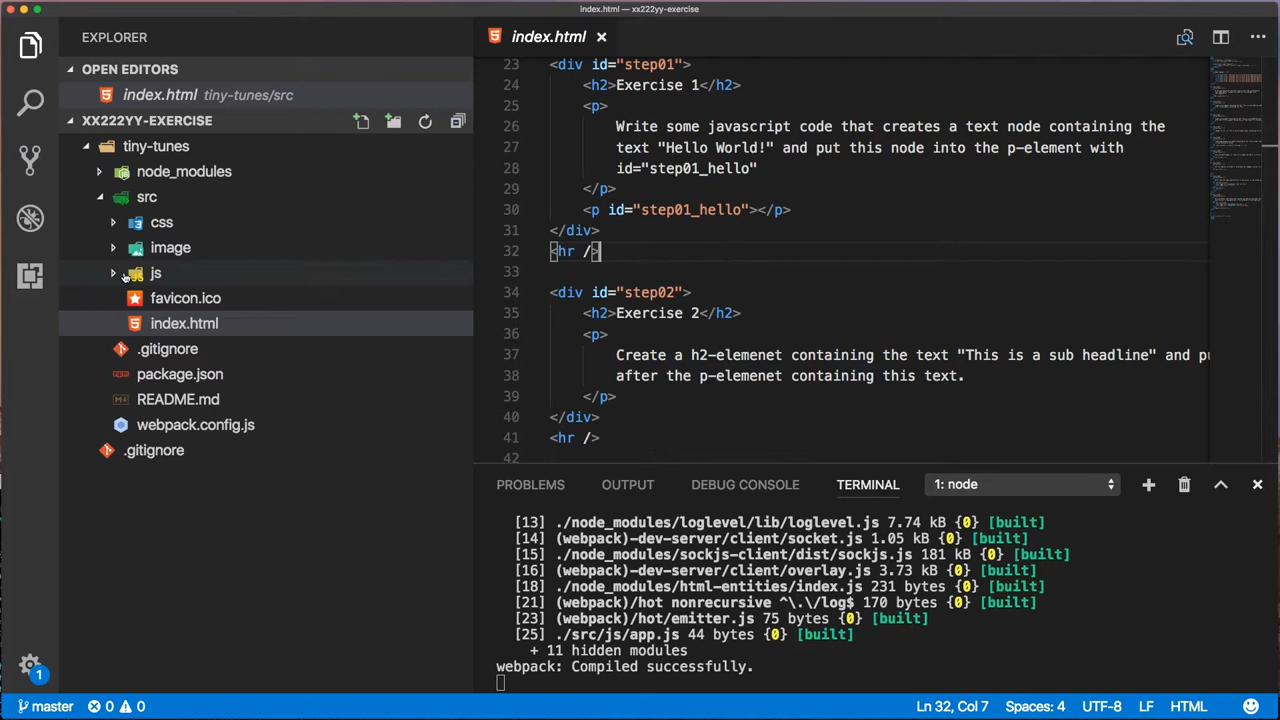 index.html — xx222yy-exercise
EXPLORER
OPEN EDITORS
index.html tiny-tunes/src
XX222YY-EXERCISE
tiny-tunes
node_modules
src
css
image
js
favicon.ico
index.html
.gitignore
package.json
README.md
webpack.config.js
.gitignore
1
index.html
23 <div id="step01">
24 <h2>Exercise 1</h2>
25 <p>
26 Write some javascript code that creates a text node containing the
27 text "Hello World!" and put this node into the p-element with
28 id="step01_hello"
29 </p>
30 <p id="step01_hello"></p>
31 </div>
32 <hr />
33
34 <div id="step02">
35 <h2>Exercise 2</h2>
36 <p>
37 Create a h2-elemenet containing the text "This is a sub headline" and pu
38 after the p-elemenet containing this text.
39 </p>
40 </div>
41 <hr />
42
PROBLEMS OUTPUT DEBUG CONSOLE TERMINAL 1: node
[13] ./node_modules/loglevel/lib/loglevel.js 7.74 kB {0} [built]
[14] (webpack)-dev-server/client/socket.js 1.05 kB {0} [built]
[15] ./node_modules/sockjs-client/dist/sockjs.js 181 kB {0} [built]
[16] (webpack)-dev-server/client/overlay.js 3.73 kB {0} [built]
[18] ./node_modules/html-entities/index.js 231 bytes {0} [built]
[21] (webpack)/hot nonrecursive ^\.\/log$ 170 bytes {0} [built]
[23] (webpack)/hot/emitter.js 75 bytes {0} [built]
[25] ./src/js/app.js 44 bytes {0} [built]
+ 11 hidden modules
webpack: Compiled successfully.
master 0 0 Ln 32, Col 7 Spaces: 4 UTF-8 LF HTML